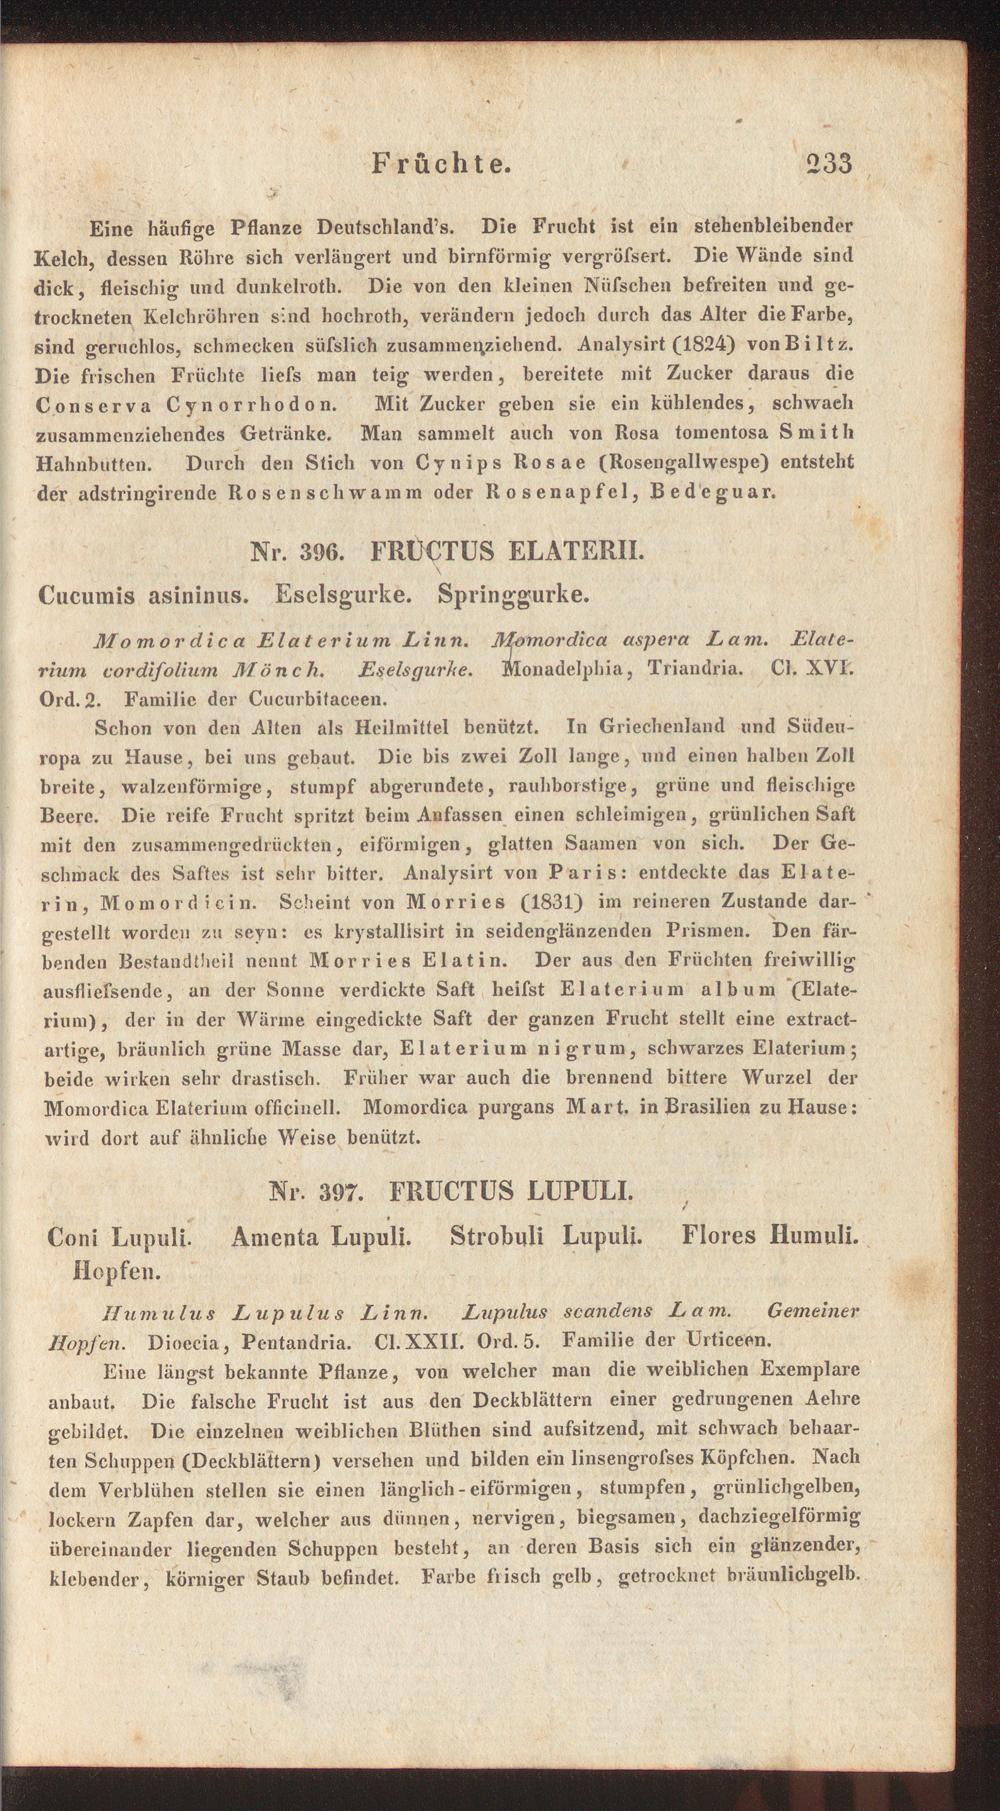 Früchte. 233
Eine häufige Pflanze Deutschland's. Die Frucht ist ein stehenbleibender
Kelch, dessen Röhre sich verlängert und birnförmig vergröſsert. Die Wände sind
dick, fleischig und dunkelroth. Die von den kleinen Nüſschen befreiten und ge-
trockneten Kelchröhren sind hochroth, verändern jedoch durch das Alter die Farbe,
sind geruchlos, schmecken süſslich zusammenziehend. Analysirt (1824) von Biltz.
Die frischen Früchte lieſs man teig werden, bereitete mit Zucker daraus die
Conserva Cynorrhodon. Mit Zucker geben sie ein kühlendes, schwach
zusammenziehendes Getränke. Man sammelt auch von Rosa tomentosa Smith
Hahnbutten. Durch den Stich von Cynips Rosae (Rosengallwespe) entsteht
der adstringirende Rosenschwamm oder Rosenapfel, Bedeguar.
Nr. 396. FRUCTUS ELATERII.
Cucumis asininus. Eselsgurke. Springgurke.
Momordica Elaterium Linn. Momordica aspera Lam. Elate-
rium cordifolium Mönch. Eselsgurke. Monadelphia, Triandria. Cl. XVI.
Ord. 2. Familie der Cucurbitaceen.
Schon von den Alten als Heilmittel benützt. In Griechenland und Südeu-
ropa zu Hause, bei uns gebaut. Die bis zwei Zoll lange, und einen halben Zoll
breite, walzenförmige, stumpf abgerundete, rauhborstige, grüne und fleischige
Beere. Die reife Frucht spritzt beim Anfassen einen schleimigen, grünlichen Saft
mit den zusammengedrückten, eiförmigen, glatten Saamen von sich. Der Ge-
schmack des Saftes ist sehr bitter. Analysirt von Paris: entdeckte das Elate-
rin, Momordicin. Scheint von Morries (1831) im reineren Zustande dar-
gestellt worden zu seyn: es krystallisirt in seidenglänzenden Prismen. Den fär-
benden Bestandtheil nennt Morries Elatin. Der aus den Früchten freiwillig
ausflieſsende, an der Sonne verdickte Saft heiſst Elaterium album (Elate-
rium), der in der Wärme eingedickte Saft der ganzen Frucht stellt eine extract-
artige, bräunlich grüne Masse dar, Elaterium nigrum, schwarzes Elaterium;
beide wirken sehr drastisch. Früher war auch die brennend bittere Wurzel der
Momordica Elaterium officinell. Momordica purgans Mart. in Brasilien zu Hause:
wird dort auf ähnliche Weise benützt.
Nr. 397. FRUCTUS LUPULI.
Coni Lupuli. Amenta Lupuli. Strobuli Lupuli. Flores Humuli.
Hopfen.
Humulus Lupulus Linn. Lupulus scandens Lam. Gemeiner
Hopfen. Dioecia, Pentandria. Cl. XXII. Ord. 5. Familie der Urticeen.
Eine längst bekannte Pflanze, von welcher man die weiblichen Exemplare
anbaut. Die falsche Frucht ist aus den Deckblättern einer gedrungenen Aehre
gebildet. Die einzelnen weiblichen Blüthen sind aufsitzend, mit schwach behaar-
ten Schuppen (Deckblättern) versehen und bilden ein linsengroſses Köpfchen. Nach
dem Verblühen stellen sie einen länglich-eiförmigen, stumpfen, grünlichgelben,
lockern Zapfen dar, welcher aus dünnen, nervigen, biegsamen, dachziegelförmig
übereinander liegenden Schuppen besteht, an deren Basis sich ein glänzender,
klebender, körniger Staub befindet. Farbe frisch gelb, getrocknet bräunlichgelb.